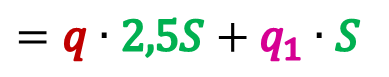 = q · 2,5S + q₁ · S